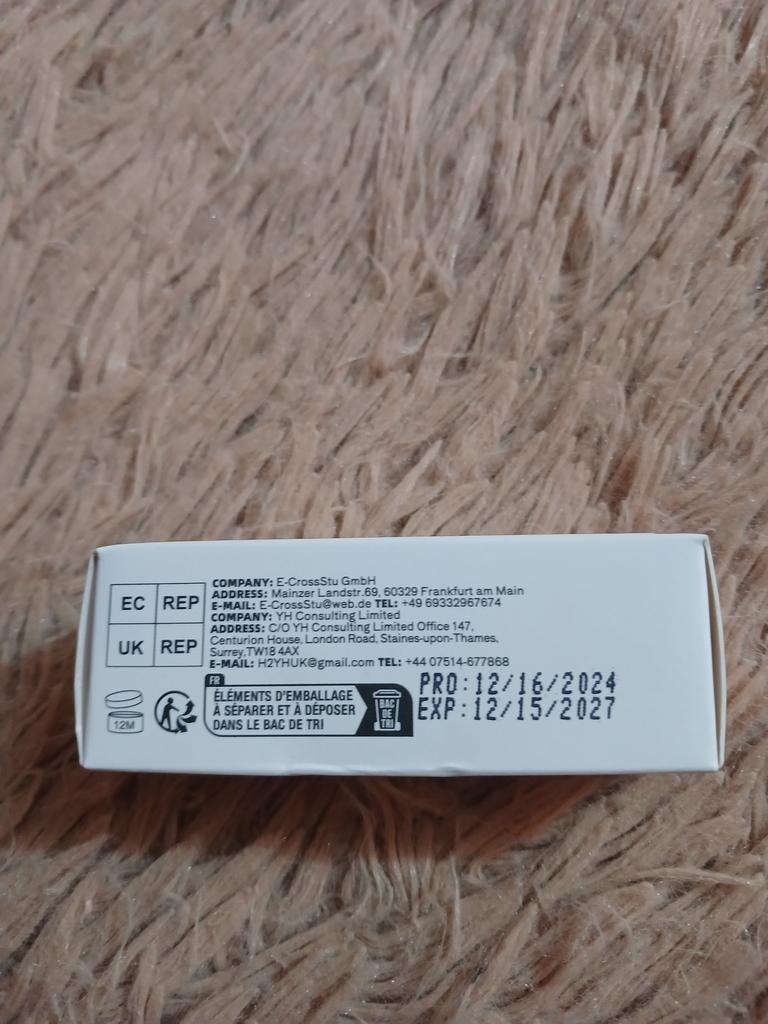 EC REP
UK REP
COMPANY: E-CrossStu GmbH
ADDRESS: Mainzer Landstr.69, 60329 Frankfurt am Main
E-MAIL: E-CrossStu@web.de TEL: +49 69332967674
COMPANY: YH Consulting Limited
ADDRESS: C/O YH Consulting Limited Office 147,
Centurion House, London Road, Staines-upon-Thames,
Surrey,TW18 4AX
E-MAIL: H2YHUK@gmail.com TEL: +44 07514-677868
12M
FR
ÉLÉMENTS D'EMBALLAGE
À SÉPARER ET À DÉPOSER
DANS LE BAC DE TRI
BAC
DE
TRI
PRO:12/16/2024
EXP:12/15/2027